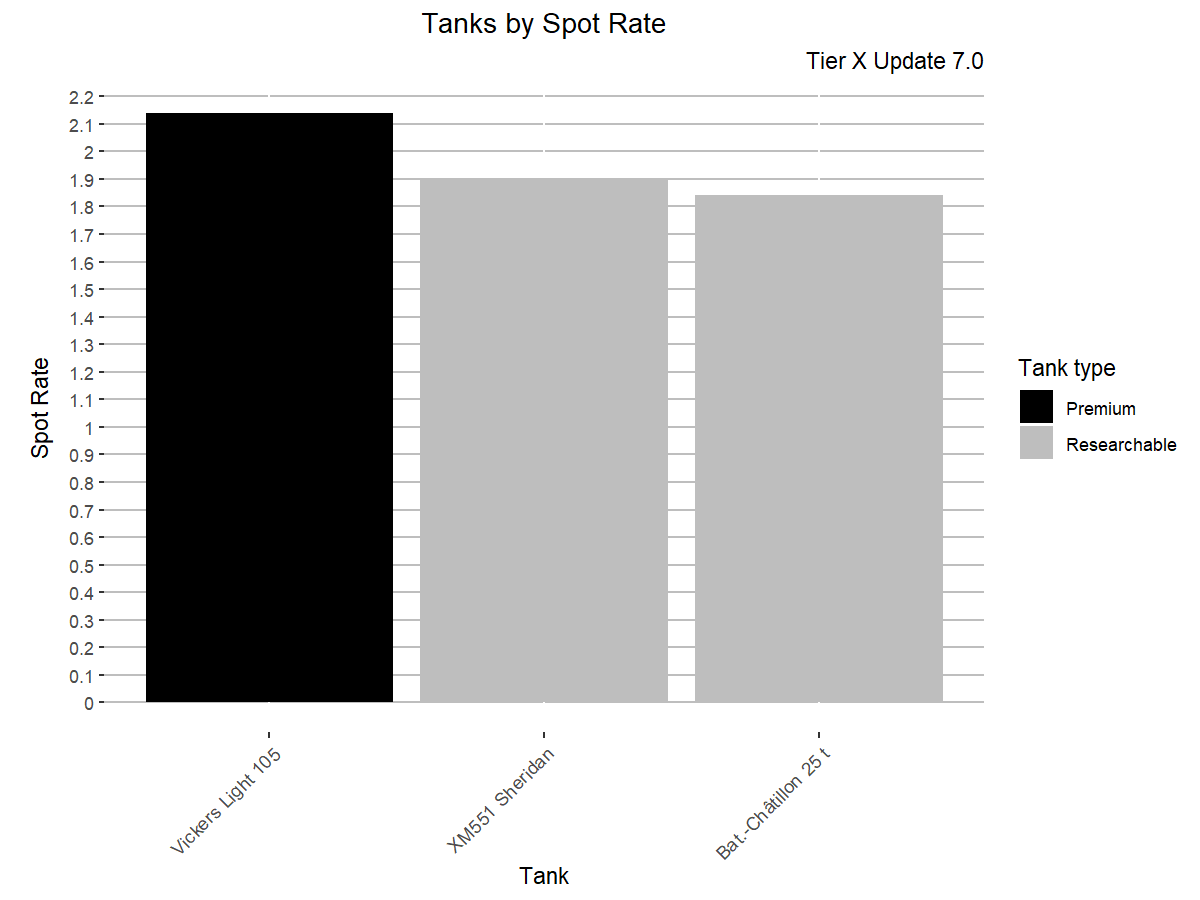 Tanks by Spot Rate
Tier X Update 7.0
Spot Rate
2.2
2.1
2
1.9
1.8
1.7
1.6
1.5
1.4
1.3
1.2
1.1
1
0.9
0.8
0.7
0.6
0.5
0.4
0.3
0.2
0.1
0
Vickers Light 105
XM551 Sheridan
Bat.-Châtillon 25 t
Tank
Tank type
Premium
Researchable